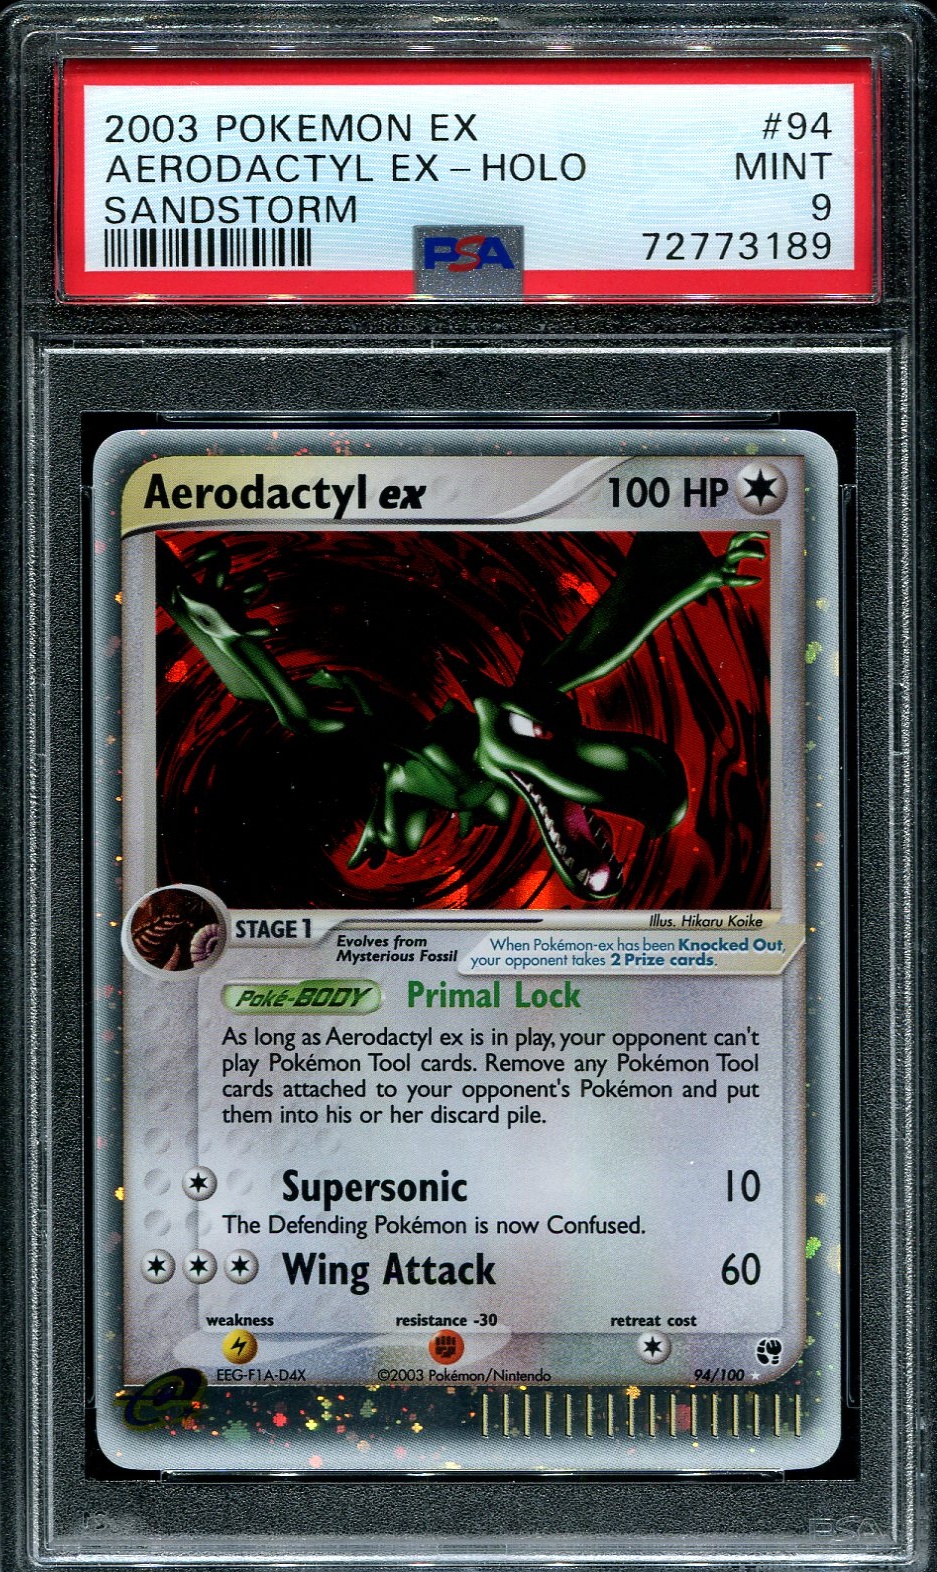 2003 POKEMON EX #94
AERODACTYL EX – HOLO MINT
SANDSTORM 9
PSA 72773189
Aerodactyl ex 100 HP
Illus. Hikaru Koike
STAGE 1
Evolves from
Mysterious Fossil
When Pokémon-ex has been Knocked Out,
your opponent takes 2 Prize cards.
Poké-BODY Primal Lock
As long as Aerodactyl ex is in play, your opponent can't
play Pokémon Tool cards. Remove any Pokémon Tool
cards attached to your opponent's Pokémon and put
them into his or her discard pile.
Supersonic 10
The Defending Pokémon is now Confused.
Wing Attack 60
weakness resistance -30 retreat cost
EEG-F1A-D4X ©2003 Pokémon/Nintendo 94/100
e
PSA